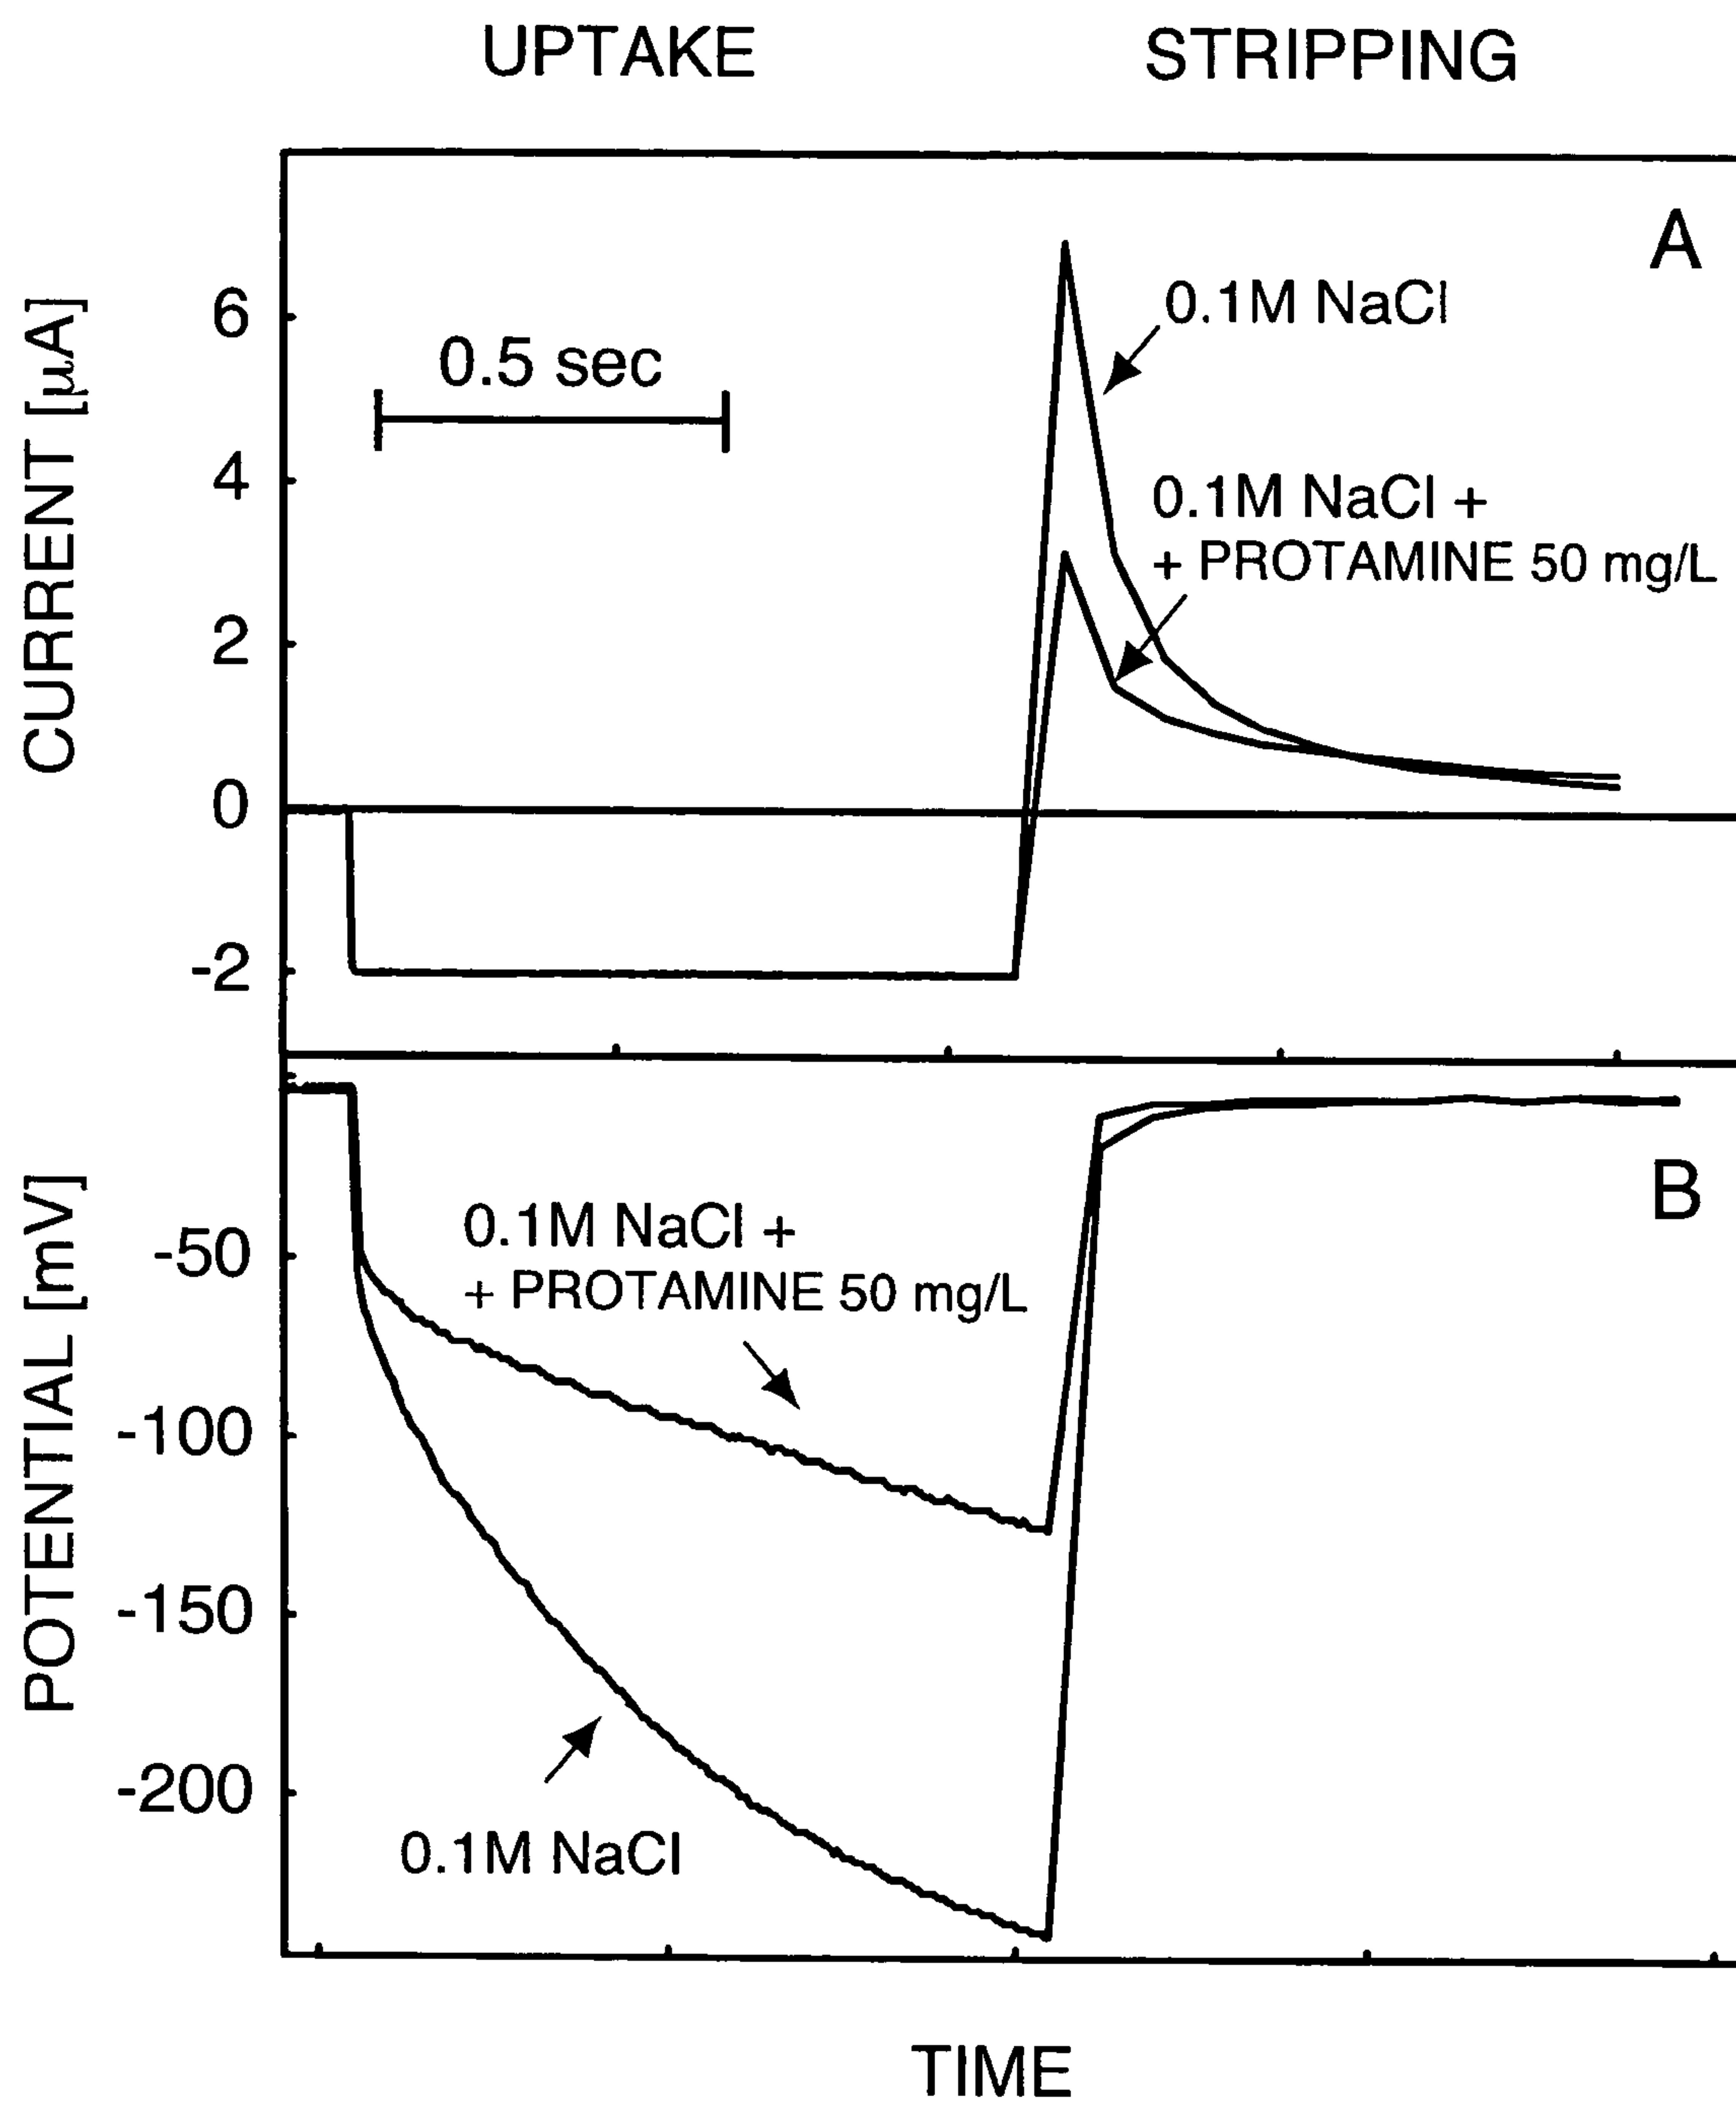 UPTAKE STRIPPING
A
CURRENT [µA]
6
4
2
0
-2
0.5 sec
0.1M NaCl
0.1M NaCl +
+ PROTAMINE 50 mg/L
B
POTENTIAL [mV]
-50
-100
-150
-200
0.1M NaCl +
+ PROTAMINE 50 mg/L
0.1M NaCl
TIME